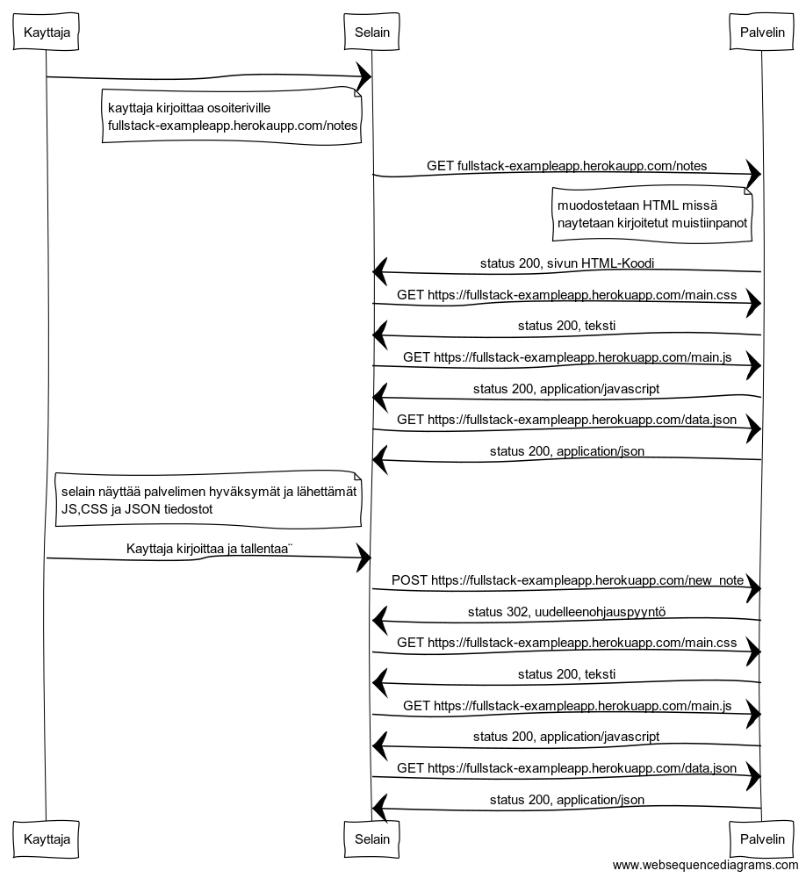 Kayttaja
Selain
Palvelin
kayttaja kirjoittaa osoiteriville
fullstack-exampleapp.herokaupp.com/notes
GET fullstack-exampleapp.herokaupp.com/notes
muodostetaan HTML missä
naytetaan kirjoitetut muistiinpanot
status 200, sivun HTML-Koodi
GET https://fullstack-exampleapp.herokuapp.com/main.css
status 200, teksti
GET https://fullstack-exampleapp.herokuapp.com/main.js
status 200, application/javascript
GET https://fullstack-exampleapp.herokuapp.com/data.json
status 200, application/json
selain näyttää palvelimen hyväksymät ja lähettämät
JS,CSS ja JSON tiedostot
Kayttaja kirjoittaa ja tallentaa¨
POST https://fullstack-exampleapp.herokuapp.com/new_note
status 302, uudelleenohjauspyyntö
GET https://fullstack-exampleapp.herokuapp.com/main.css
status 200, teksti
GET https://fullstack-exampleapp.herokuapp.com/main.js
status 200, application/javascript
GET https://fullstack-exampleapp.herokuapp.com/data.json
status 200, application/json
Kayttaja
Selain
Palvelin
www.websequencediagrams.com